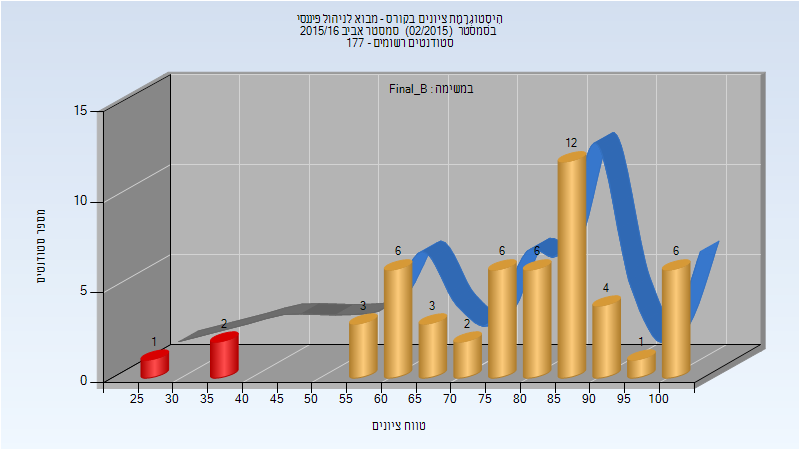 היסטוגרמת ציונים בקורס - מבוא לניהול פיננסי
בסמסטר (02/2015) סמסטר אביב 2015/16
סטודנטים רשומים - 177
במשימה : Final_B
מספר סטודנטים
15
10
5
0
1
2
3
6
3
2
6
6
12
4
1
6
25 30 35 40 45 50 55 60 65 70 75 80 85 90 95 100
טווח ציונים